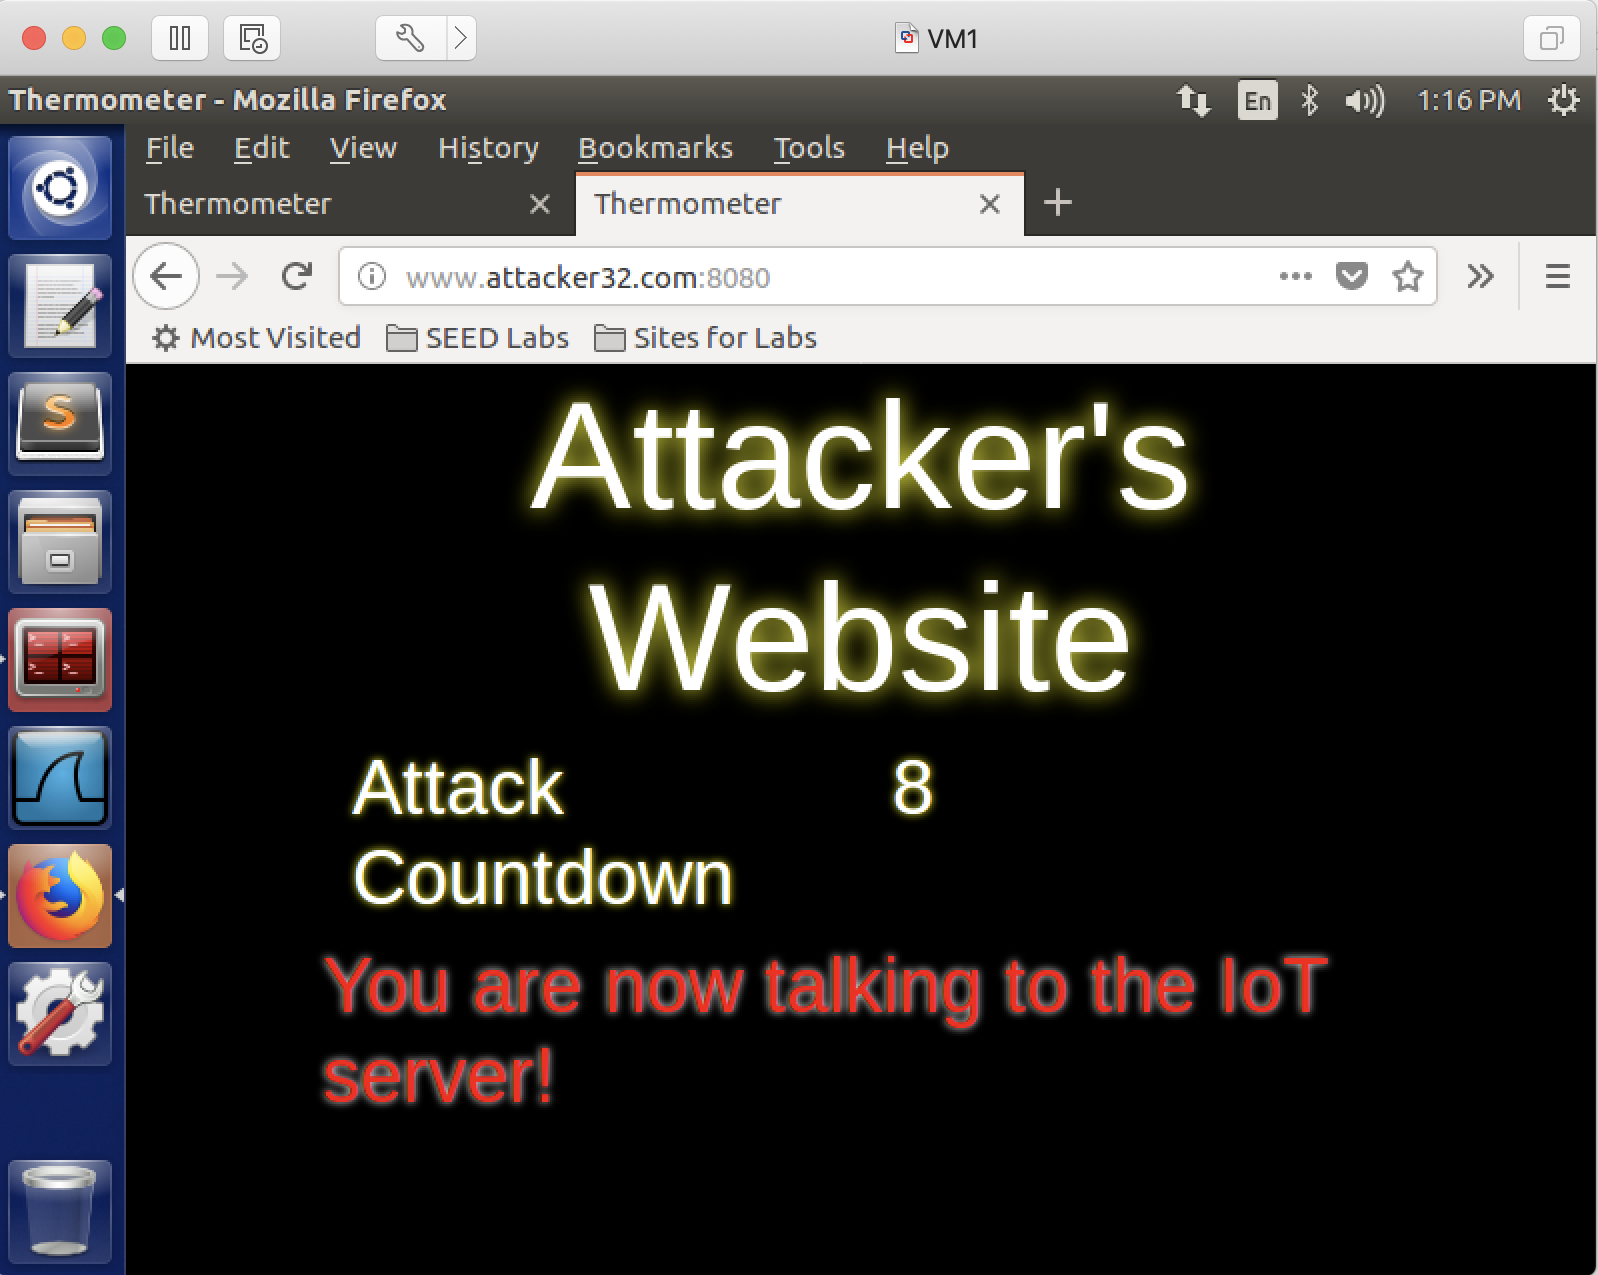 VM1
Thermometer - Mozilla Firefox
En
1:16 PM
File Edit View History Bookmarks Tools Help
Thermometer
Thermometer
www.attacker32.com:8080
Most Visited SEED Labs Sites for Labs
Attacker's
Website
Attack 8
Countdown
You are now talking to the IoT
server!